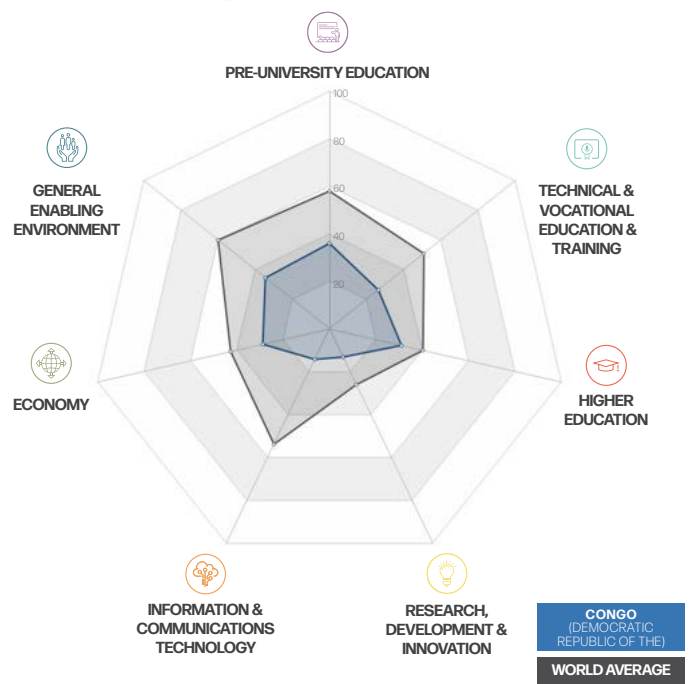 PRE-UNIVERSITY EDUCATION
100
80
60
40
20
GENERAL
ENABLING
ENVIRONMENT
TECHNICAL &
VOCATIONAL
EDUCATION &
TRAINING
ECONOMY
HIGHER
EDUCATION
INFORMATION &
COMMUNICATIONS
TECHNOLOGY
RESEARCH,
DEVELOPMENT &
INNOVATION
CONGO
(DEMOCRATIC
REPUBLIC OF THE)
WORLD AVERAGE